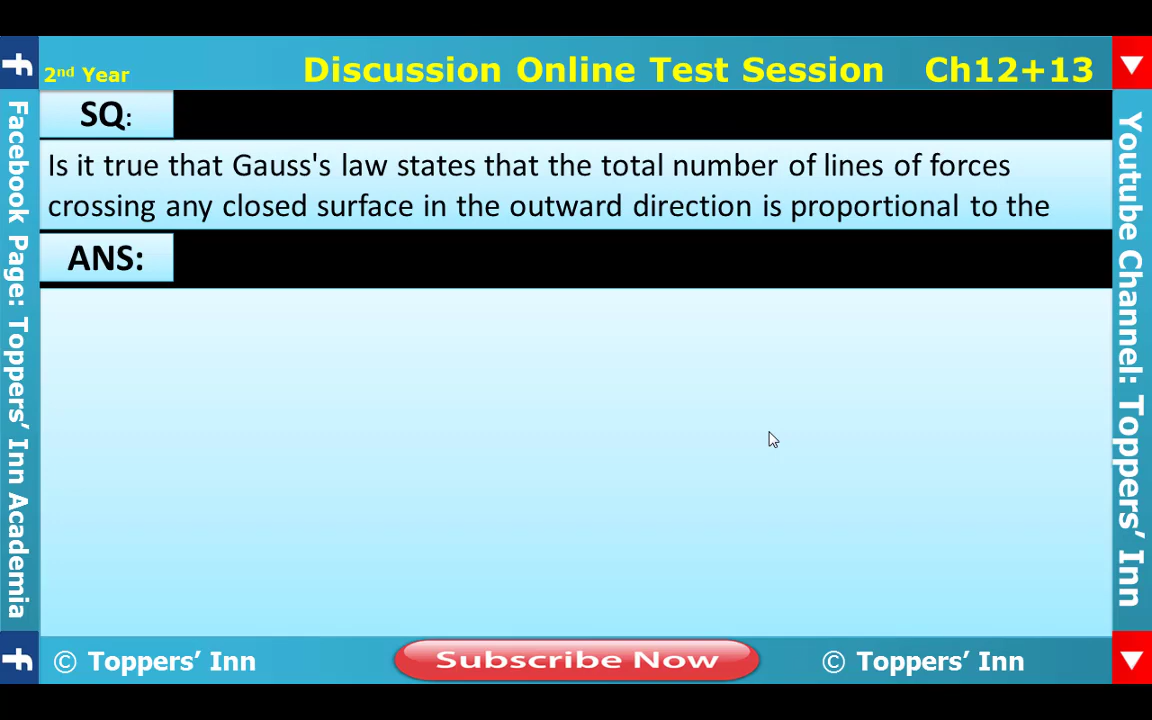 2nd Year
Discussion Online Test Session Ch12+13
SQ:
Is it true that Gauss's law states that the total number of lines of forces
crossing any closed surface in the outward direction is proportional to the
ANS:
Facebook Page: Toppers’ Inn Academia
Youtube Channel: Toppers’ Inn
© Toppers’ Inn
Subscribe Now
© Toppers’ Inn